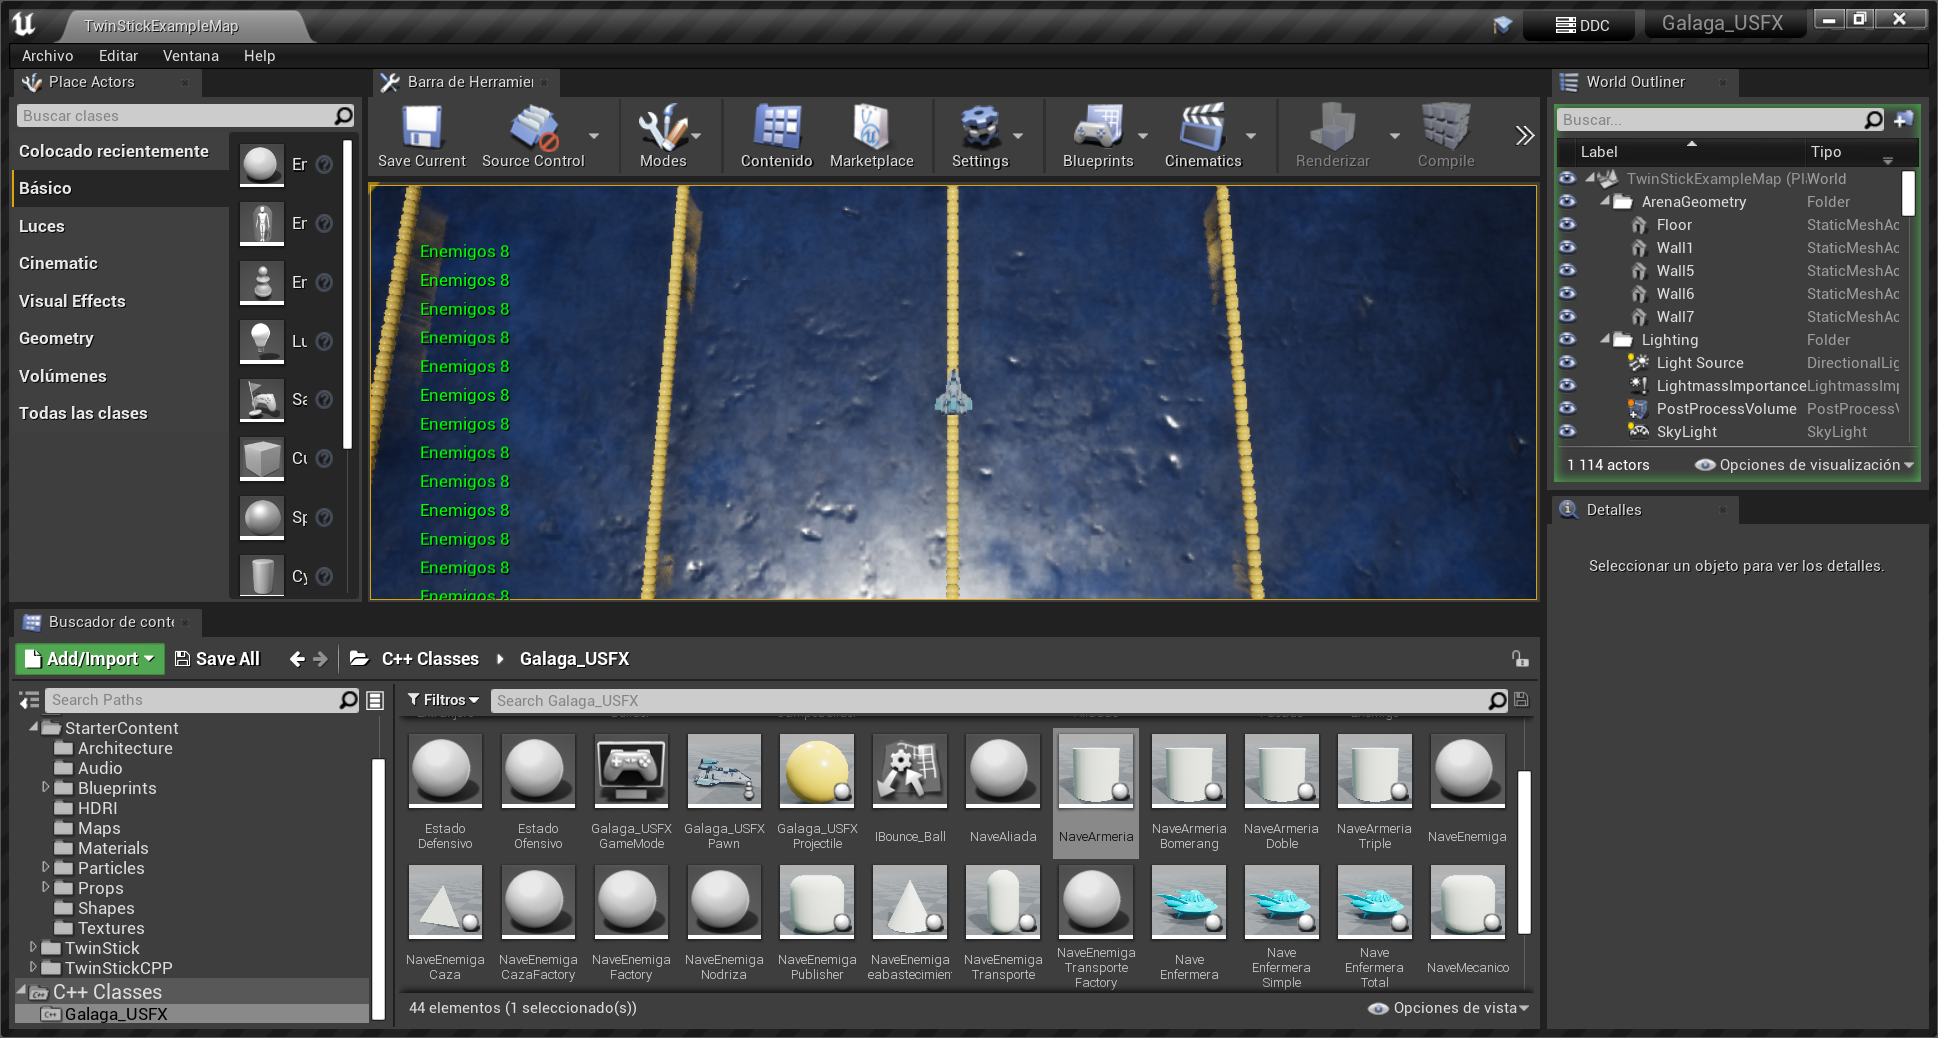 TwinStickExampleMap
DDC
Galaga_USFX
Archivo
Editar
Ventana
Help
Place Actors
Buscar clases
Colocado recientemente
Básico
Luces
Cinematic
Visual Effects
Geometry
Volúmenes
Todas las clases
Er
Er
Er
Lu
Sa
Cu
Sp
Cy
Barra de Herramier
Save Current
Source Control
Modes
Contenido
Marketplace
Settings
Blueprints
Cinematics
Renderizar
Compile
Enemigos 8
Enemigos 8
Enemigos 8
Enemigos 8
Enemigos 8
Enemigos 8
Enemigos 8
Enemigos 8
Enemigos 8
Enemigos 8
Enemigos 8
Enemigos 8
Enemigos 8
World Outliner
Buscar...
Label
Tipo
TwinStickExampleMap (Pl World
ArenaGeometry Folder
Floor StaticMeshAc
Wall1 StaticMeshAc
Wall5 StaticMeshAc
Wall6 StaticMeshAc
Wall7 StaticMeshAc
Lighting Folder
Light Source DirectionalLig
LightmassImportance LightmassImp
PostProcessVolume PostProcessV
SkyLight SkyLight
1 114 actors
Opciones de visualización
Detalles
Seleccionar un objeto para ver los detalles.
Buscador de conte
Add/Import
Save All
C++ Classes
Galaga_USFX
Search Paths
StarterContent
Architecture
Audio
Blueprints
HDRI
Maps
Materials
Particles
Props
Shapes
Textures
TwinStick
TwinStickCPP
C++ Classes
Galaga_USFX
Filtros
Search Galaga_USFX
Estado Defensivo
Estado Ofensivo
Galaga_USFX GameMode
Galaga_USFX Pawn
Galaga_USFX Projectile
IBounce_Ball
NaveAliada
NaveArmeria
NaveArmeria Bomerang
NaveArmeria Doble
NaveArmeria Triple
NaveEnemiga
NaveEnemiga Caza
NaveEnemiga CazaFactory
NaveEnemiga Factory
NaveEnemiga Nodriza
NaveEnemiga Publisher
NaveEnemiga eabastecimien
NaveEnemiga Transporte
NaveEnemiga Transporte Factory
Nave Enfermera
Nave Enfermera Simple
Nave Enfermera Total
NaveMecanico
44 elementos (1 seleccionado(s))
Opciones de vista